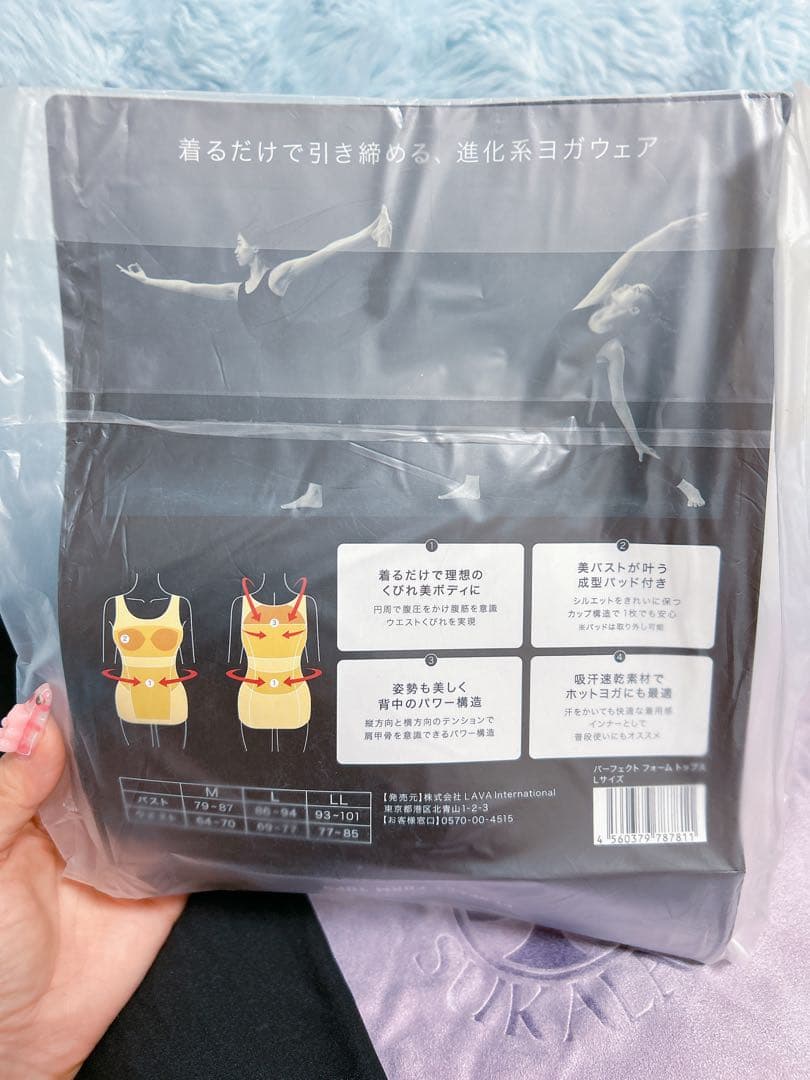 着るだけで引き締める、進化系ヨガウェア
①
着るだけで理想の
くびれ美ボディに
円周で腹圧をかけ腹筋を意識
ウエストくびれを実現
②
美バストが叶う
成型パッド付き
シルエットをきれいに保つ
カップ構造で1枚でも安心
※パッドは取り外し可能
③
姿勢も美しく
背中のパワー構造
縦方向と横方向のテンションで
肩甲骨を意識できるパワー構造
④
吸汗速乾素材で
ホットヨガにも最適
汗をかいても快適な着用感
インナーとして
普段使いにもオススメ
②
①
③
①
M L LL
バスト 79~87 86~94 93~101
64~70 69~77 77~85
【発売元】株式会社 LAVA International
東京都港区北青山1-2-3
【お客様窓口】0570-00-4515
パーフェクト フォーム トップス
Lサイズ
4 560379 787811